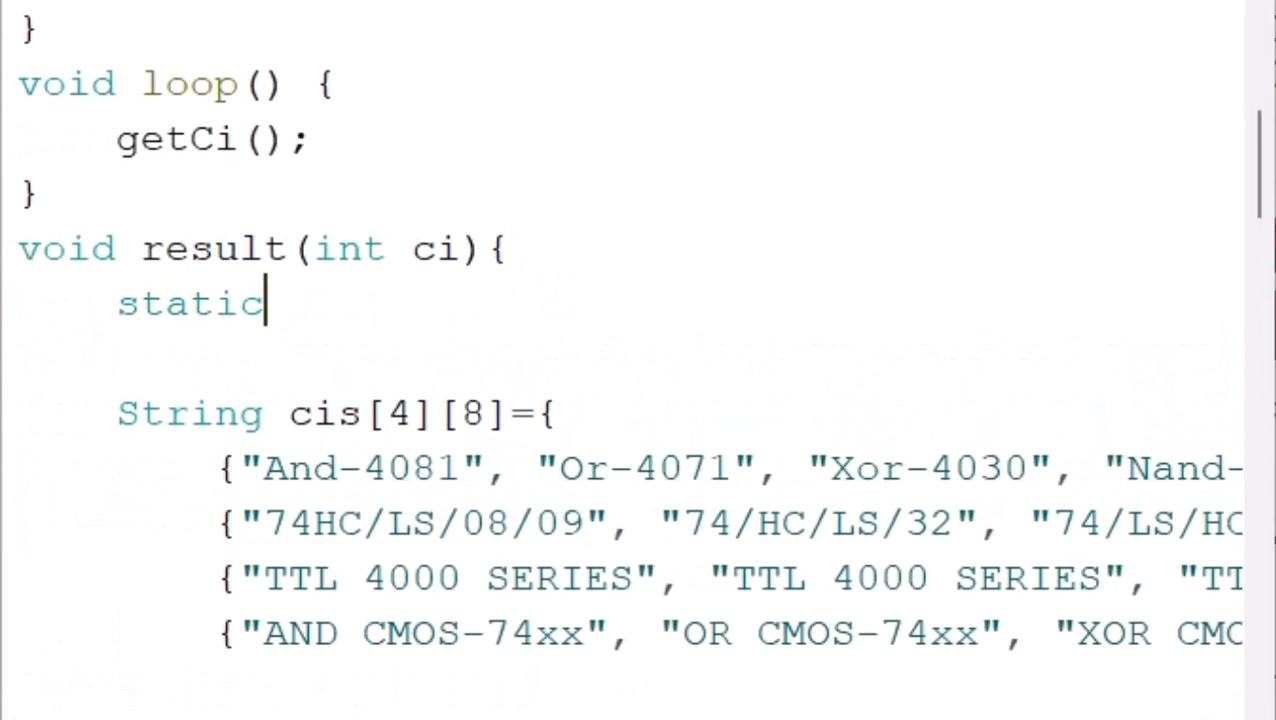 }
void loop() {
    getCi();
}
void result(int ci){
    static
    String cis[4][8]={
        {"And-4081", "Or-4071", "Xor-4030", "Nand-
        {"74HC/LS/08/09", "74/HC/LS/32", "74/LS/HC
        {"TTL 4000 SERIES", "TTL 4000 SERIES", "TT
        {"AND CMOS-74xx", "OR CMOS-74xx", "XOR CMO